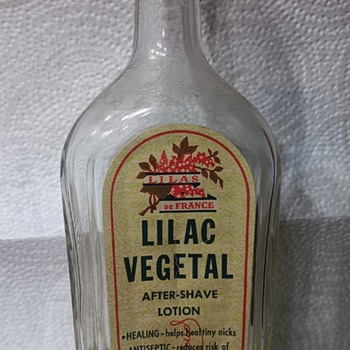 LILAS
DE FRANCE
LILAC
VEGETAL
AFTER-SHAVE
LOTION
•HEALING-helps heal tiny nicks
ANTISEPTIC-reduces risk of